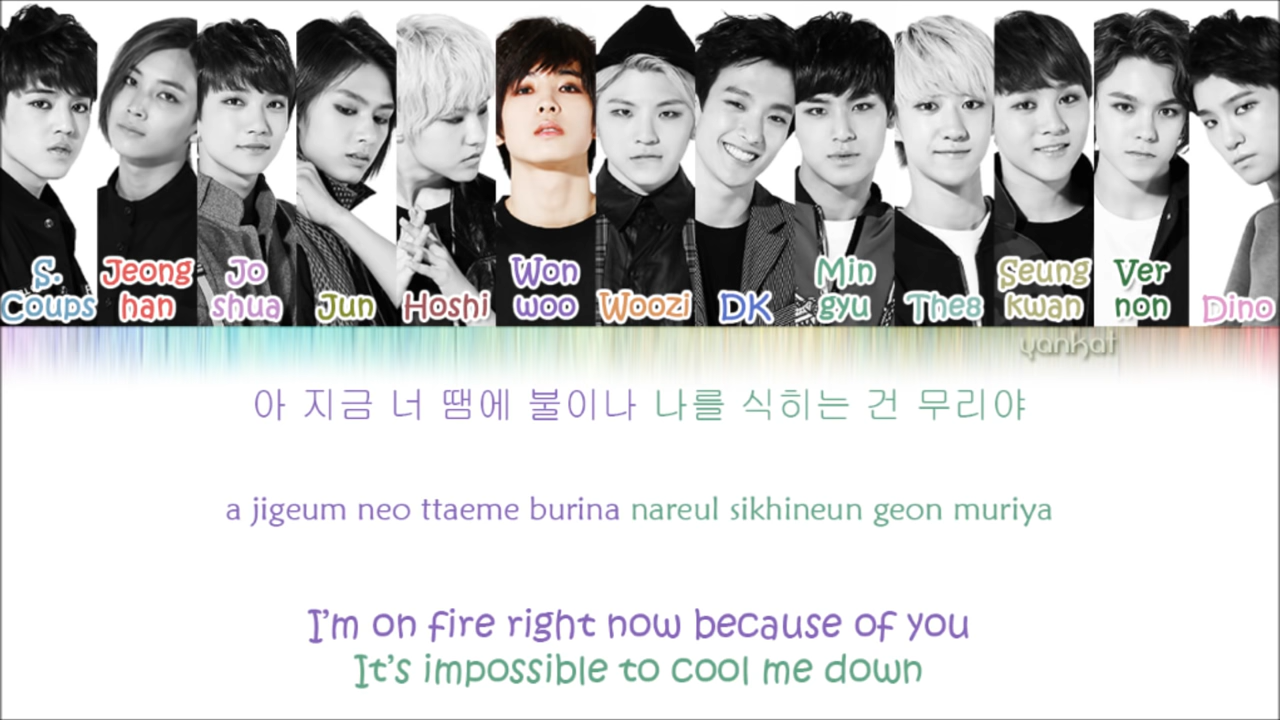 S. Coups
Jeong han
Jo shua
Jun
Hoshi
Won woo
Woozi
DK
Min gyu
The8
Seung kwan
Ver non
Dino
yankat
아 지금 너 땜에 불이나 나를 식히는 건 무리야
a jigeum neo ttaeme burina nareul sikhineun geon muriya
I'm on fire right now because of you
It's impossible to cool me down